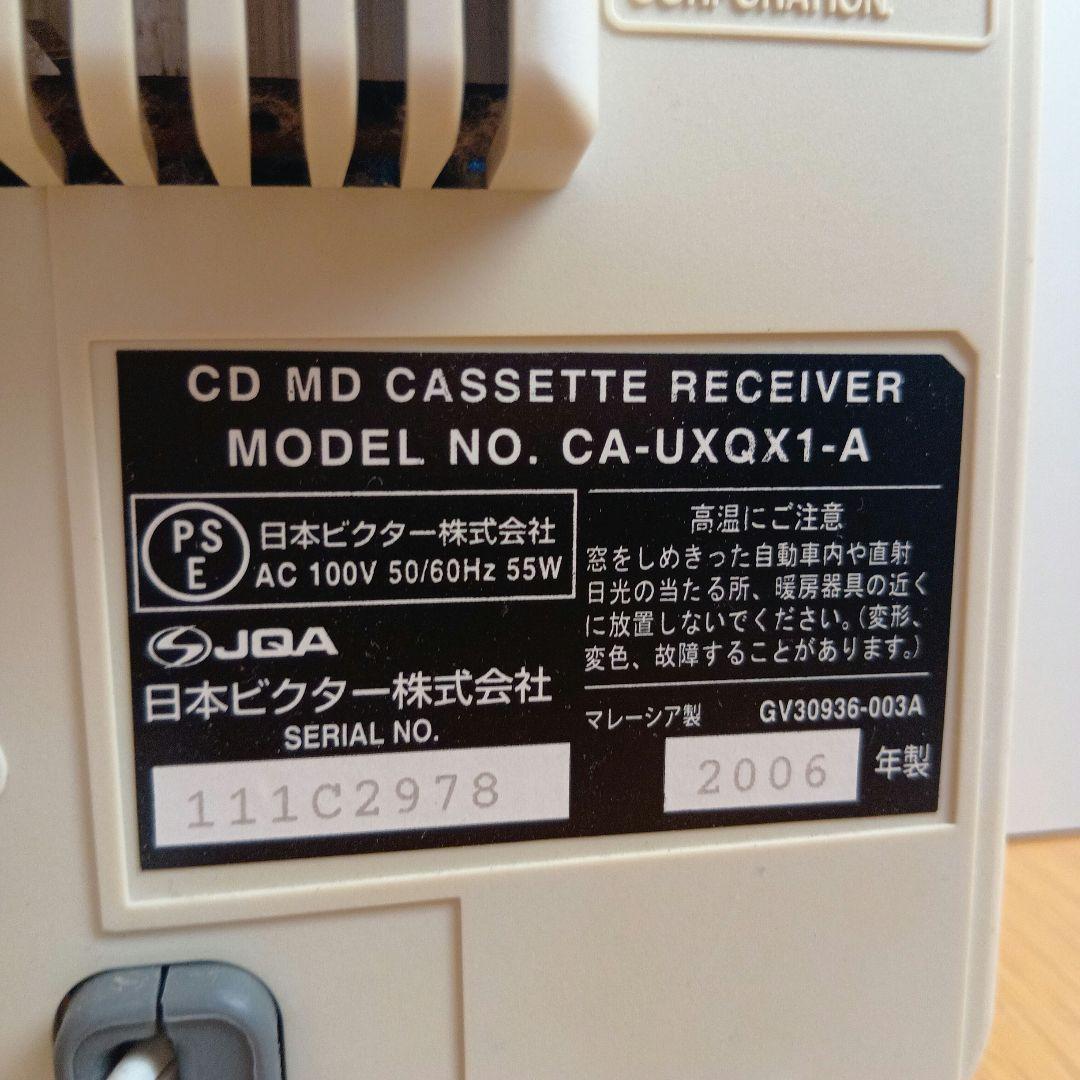 CORPORATION.
CD MD CASSETTE RECEIVER
MODEL NO. CA-UXQX1-A
PSE
日本ビクター株式会社
AC 100V 50/60Hz 55W
JQA
日本ビクター株式会社
SERIAL NO.
111C2978
高温にご注意
窓をしめきった自動車内や直射
日光の当たる所、暖房器具の近く
に放置しないでください。(変形、
変色、故障することがあります。)
マレーシア製 GV30936-003A
2006 年製